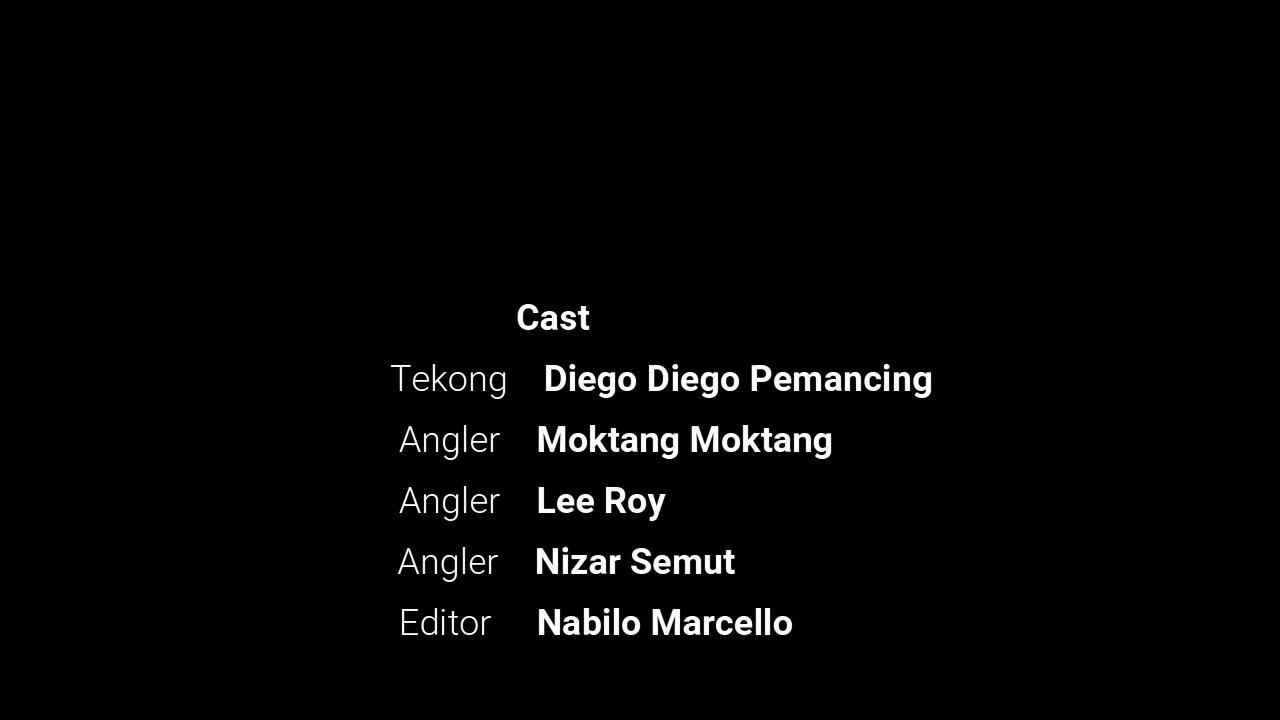 Cast
Tekong Diego Diego Pemancing
Angler Moktang Moktang
Angler Lee Roy
Angler Nizar Semut
Editor Nabilo Marcello